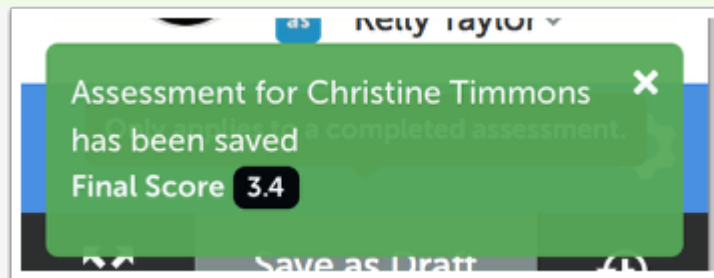 as Kelly Taylor
Assessment for Christine Timmons
Only applies to a completed assessment.
has been saved
Final Score 3.4
Save as Draft